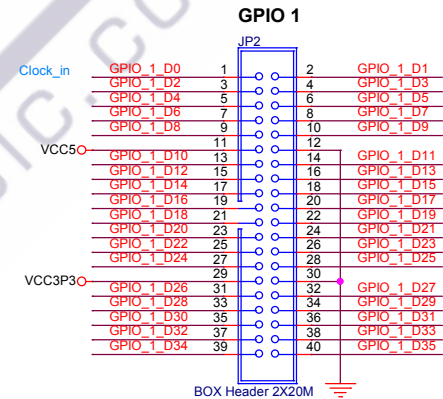 GPIO 1
JP2
Clock_in GPIO_1_D0 1 2 GPIO_1_D1
GPIO_1_D2 3 4 GPIO_1_D3
GPIO_1_D4 5 6 GPIO_1_D5
GPIO_1_D6 7 8 GPIO_1_D7
GPIO_1_D8 9 10 GPIO_1_D9
VCC5 11 12
GPIO_1_D10 13 14 GPIO_1_D11
GPIO_1_D12 15 16 GPIO_1_D13
GPIO_1_D14 17 18 GPIO_1_D15
GPIO_1_D16 19 20 GPIO_1_D17
GPIO_1_D18 21 22 GPIO_1_D19
GPIO_1_D20 23 24 GPIO_1_D21
GPIO_1_D22 25 26 GPIO_1_D23
GPIO_1_D24 27 28 GPIO_1_D25
VCC3P3 29 30
GPIO_1_D26 31 32 GPIO_1_D27
GPIO_1_D28 33 34 GPIO_1_D29
GPIO_1_D30 35 36 GPIO_1_D31
GPIO_1_D32 37 38 GPIO_1_D33
GPIO_1_D34 39 40 GPIO_1_D35
BOX Header 2X20M